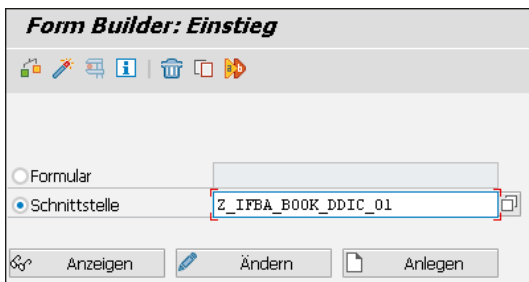 Form Builder: Einstieg
Formular
Schnittstelle Z_IFBA_BOOK_DDIC_01
Anzeigen Ändern Anlegen